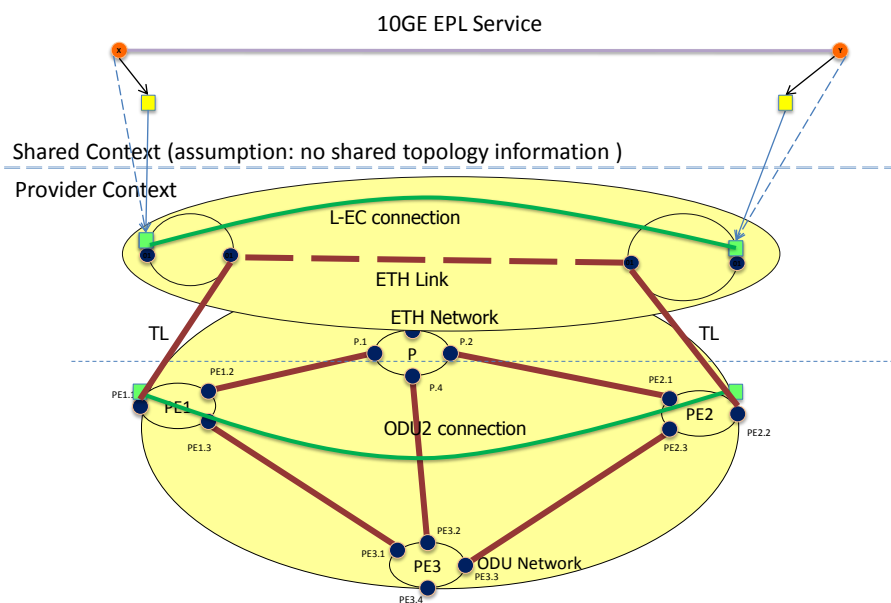 10GE EPL Service
X
Y
Shared Context (assumption: no shared topology information )
Provider Context
L-EC connection
ETH Link
ETH Network
TL
TL
P.1
P.2
P
P.4
PE1.2
PE2.1
PE1.1
PE1
PE2
PE2.2
ODU2 connection
PE1.3
PE2.3
PE3.2
PE3.1
PE3
ODU Network
PE3.3
PE3.4